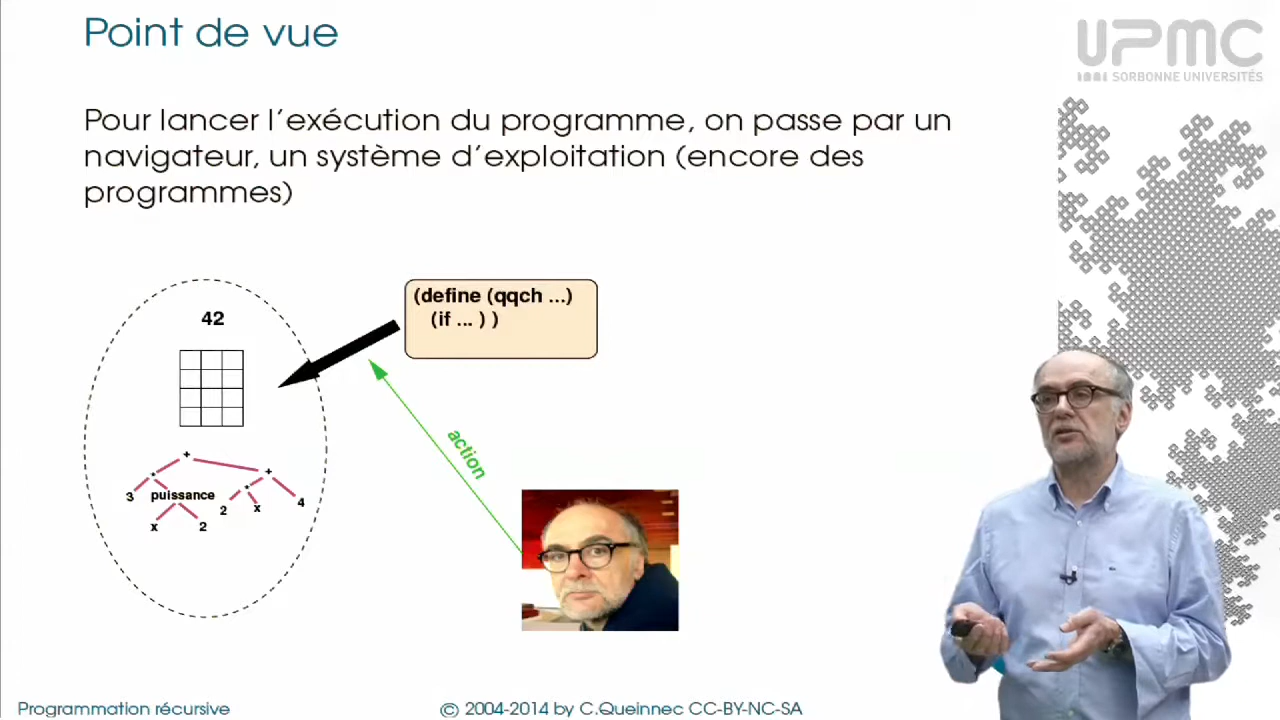 Point de vue
UPMC
SORBONNE UNIVERSITÉS
Pour lancer l'exécution du programme, on passe par un
navigateur, un système d'exploitation (encore des
programmes)
42
(define (qqch ...)
(if ... ) )
action
+
* +
3 puissance * 4
2 x
x 2
Programmation récursive
© 2004-2014 by C.Queinnec CC-BY-NC-SA